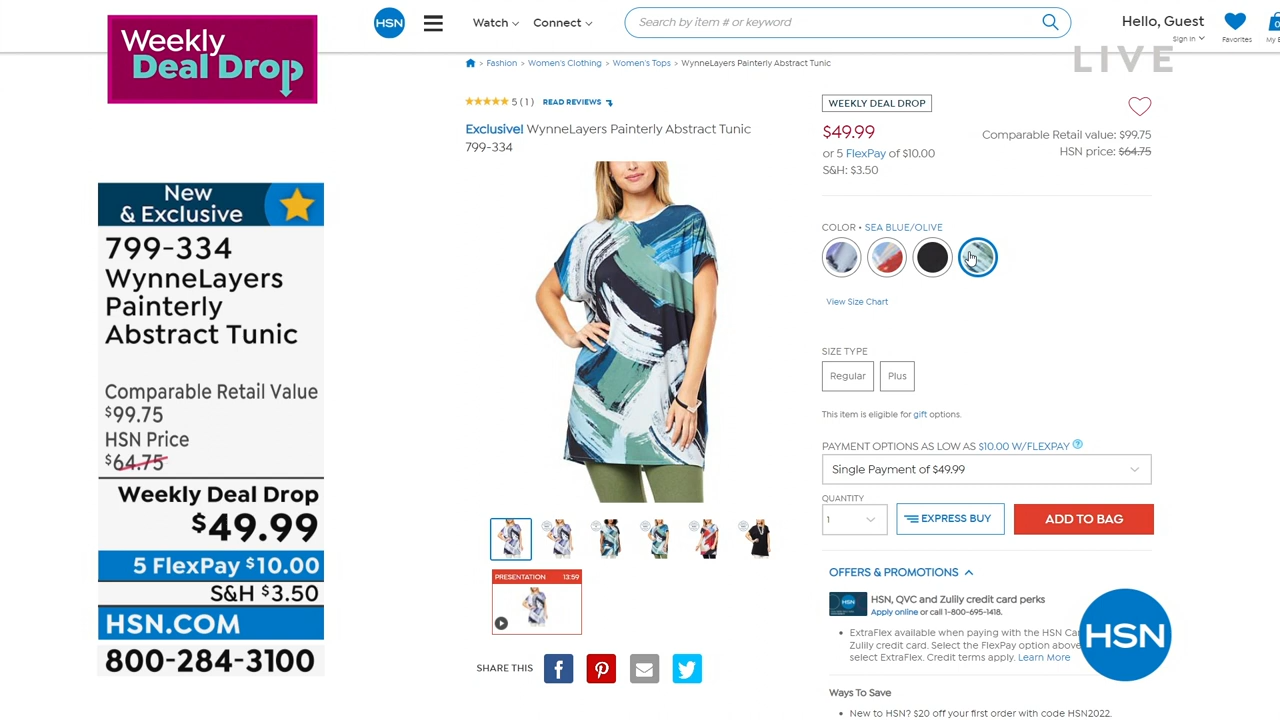 Weekly
Deal Drop
New
& Exclusive
799-334
WynneLayers
Painterly
Abstract Tunic
Comparable Retail Value
$99.75
HSN Price
$64.75
Weekly Deal Drop
$49.99
5 FlexPay $10.00
S&H $3.50
HSN.COM
800-284-3100
HSN
Watch
Connect
Search by item # or keyword
Hello, Guest
Sign In
Favorites
0
LIVE
> Fashion > Women's Clothing > Women's Tops > WynneLayers Painterly Abstract Tunic
5 ( 1 ) READ REVIEWS
Exclusive! WynneLayers Painterly Abstract Tunic
799-334
PRESENTATION 13:59
SHARE THIS
WEEKLY DEAL DROP
$49.99
or 5 FlexPay of $10.00
S&H: $3.50
Comparable Retail value: $99.75
HSN price: $64.75
COLOR • SEA BLUE/OLIVE
View Size Chart
SIZE TYPE
Regular
Plus
This item is eligible for gift options.
PAYMENT OPTIONS AS LOW AS $10.00 W/FLEXPAY ?
Single Payment of $49.99
QUANTITY
1
EXPRESS BUY
ADD TO BAG
OFFERS & PROMOTIONS
HSN, QVC and Zulily credit card perks
Apply online or call 1-800-695-1418.
• ExtraFlex available when paying with the HSN
Zulily credit card. Select the FlexPay option
select ExtraFlex. Credit terms apply. Learn More
Ways To Save
• New to HSN? $20 off your first order with code HSN2022.
HSN